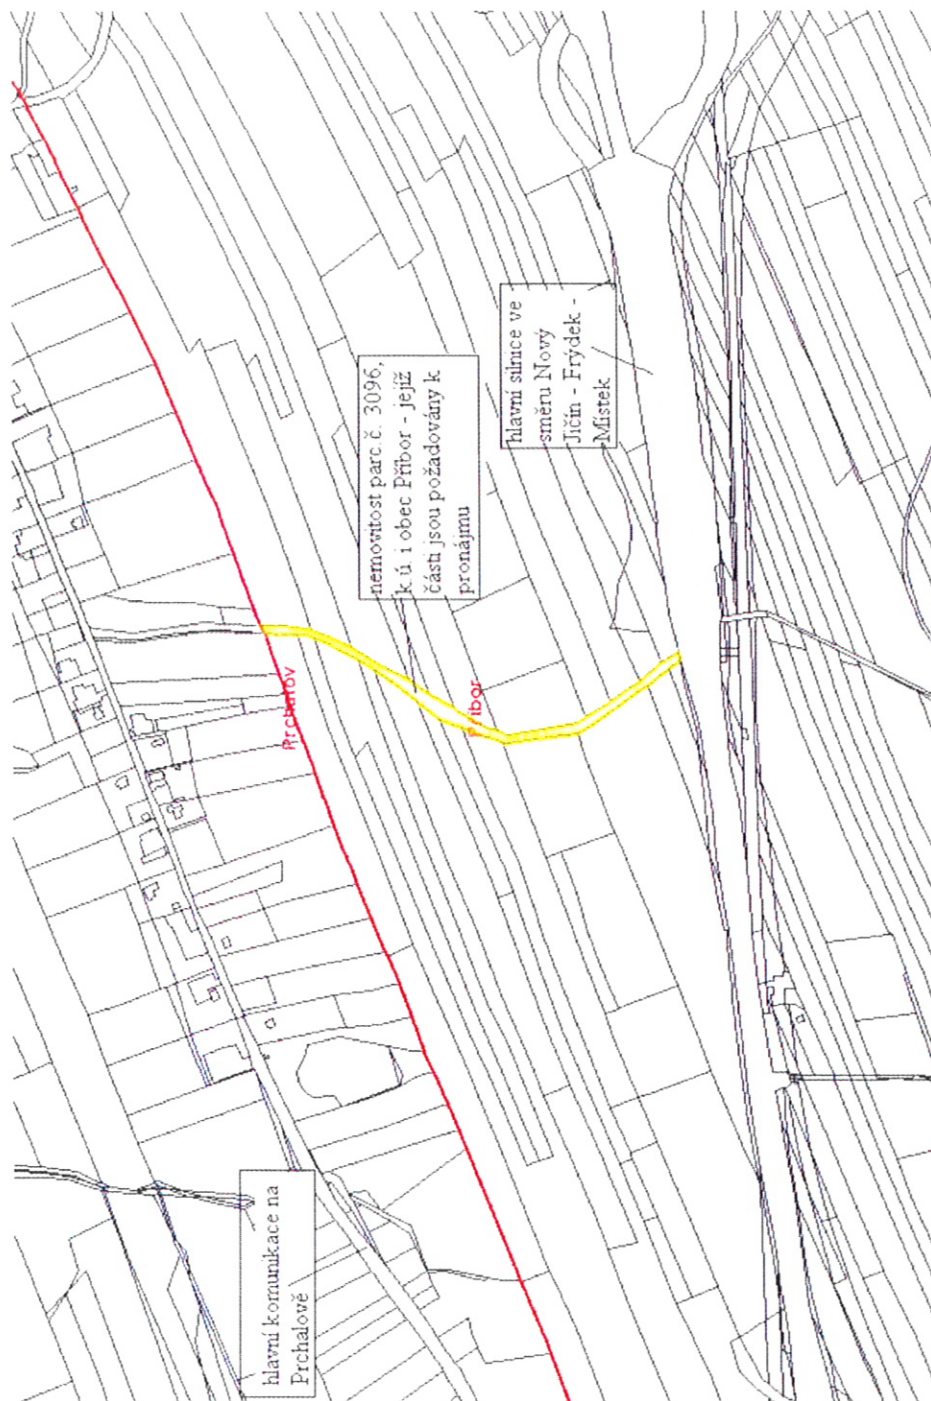 hlavní komunikace na
Prchalově
Prchalov
nemovitost parc.č. 3096,
k.ú. i obec Příbor - jejíž
části jsou požadovány k
pronájmu
Příbor
hlavní silnice ve
směru Nový
Jičín - Frýdek -
Místek